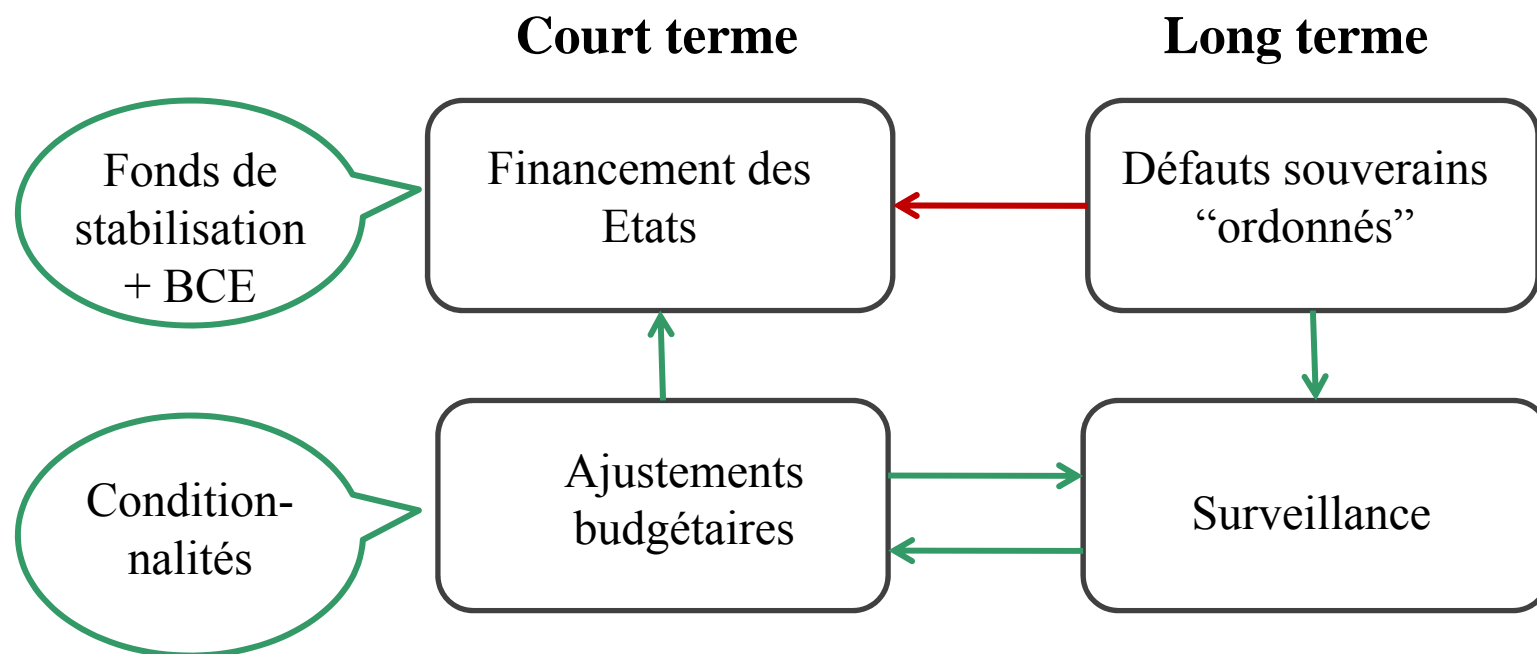 Court terme
Long terme
Fonds de
stabilisation
+ BCE
Financement des
Etats
Défauts souverains
“ordonnés”
Condition-
nalités
Ajustements
budgétaires
Surveillance